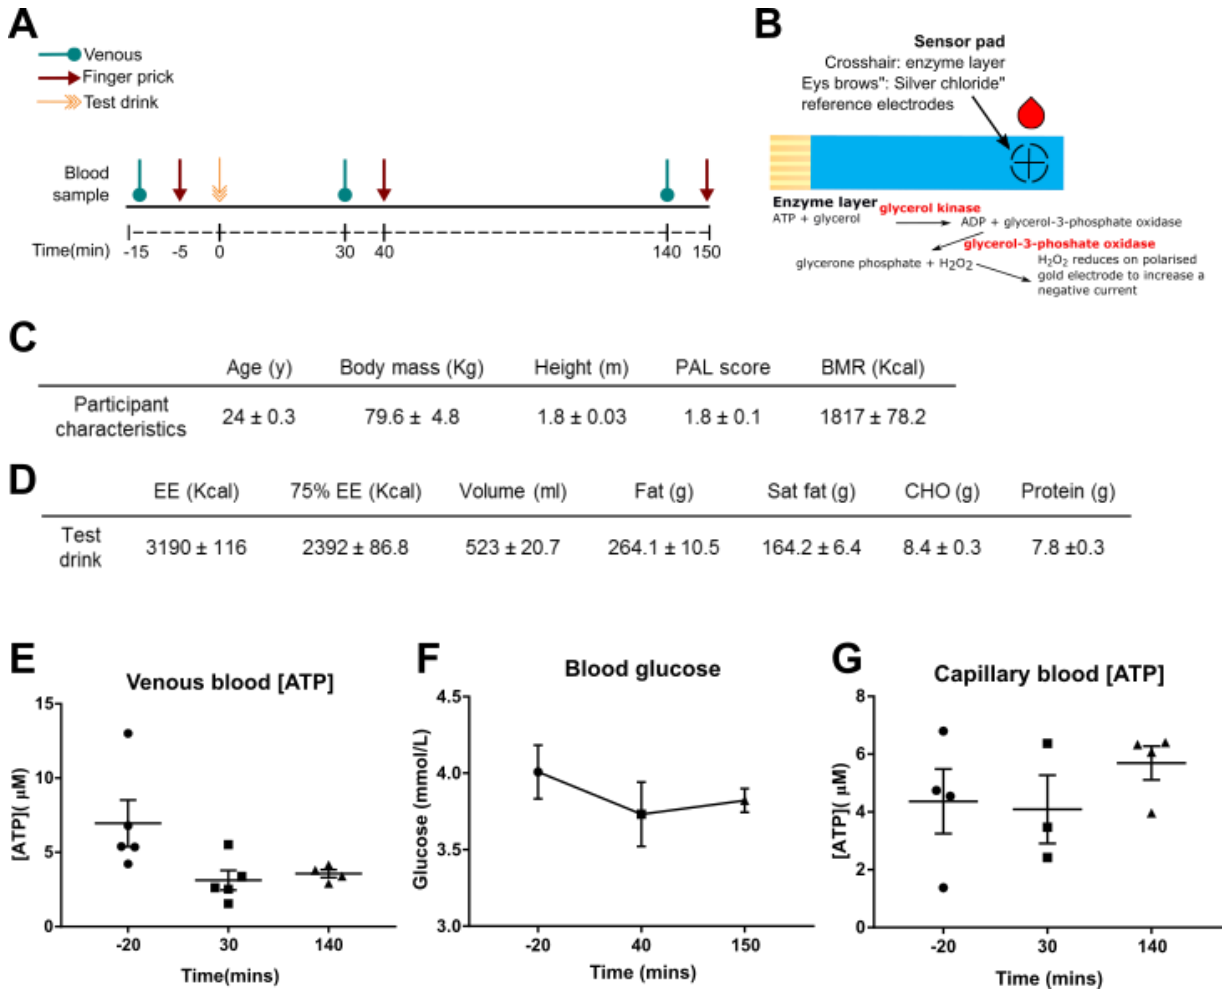 A
Venous
Finger prick
Test drink
Blood
sample
Time(min)
-15
-5
0
30
40
140
150
B
Sensor pad
Crosshair: enzyme layer
Eys brows": Silver chloride"
reference electrodes
Enzyme layer
glycerol kinase
ATP + glycerol
ADP + glycerol-3-phosphate oxidase
glycerol-3-phoshate oxidase
glycerone phosphate + H₂O₂
H₂O₂ reduces on polarised
gold electrode to increase a
negative current
C
Age (y) Body mass (Kg) Height (m) PAL score BMR (Kcal)
Participant
characteristics
24 ± 0.3 79.6 ± 4.8 1.8 ± 0.03 1.8 ± 0.1 1817 ± 78.2
D
EE (Kcal) 75% EE (Kcal) Volume (ml) Fat (g) Sat fat (g) CHO (g) Protein (g)
Test
drink
3190 ± 116 2392 ± 86.8 523 ± 20.7 264.1 ± 10.5 164.2 ± 6.4 8.4 ± 0.3 7.8 ±0.3
E
Venous blood [ATP]
[ATP]( μM)
15
10
5
0
-20 30 140
Time(mins)
F
Blood glucose
Glucose (mmol/L)
4.5
4.0
3.5
3.0
-20 40 150
Time (mins)
G
Capillary blood [ATP]
[ATP]( μM)
8
6
4
2
0
-20 30 140
Time (mins)